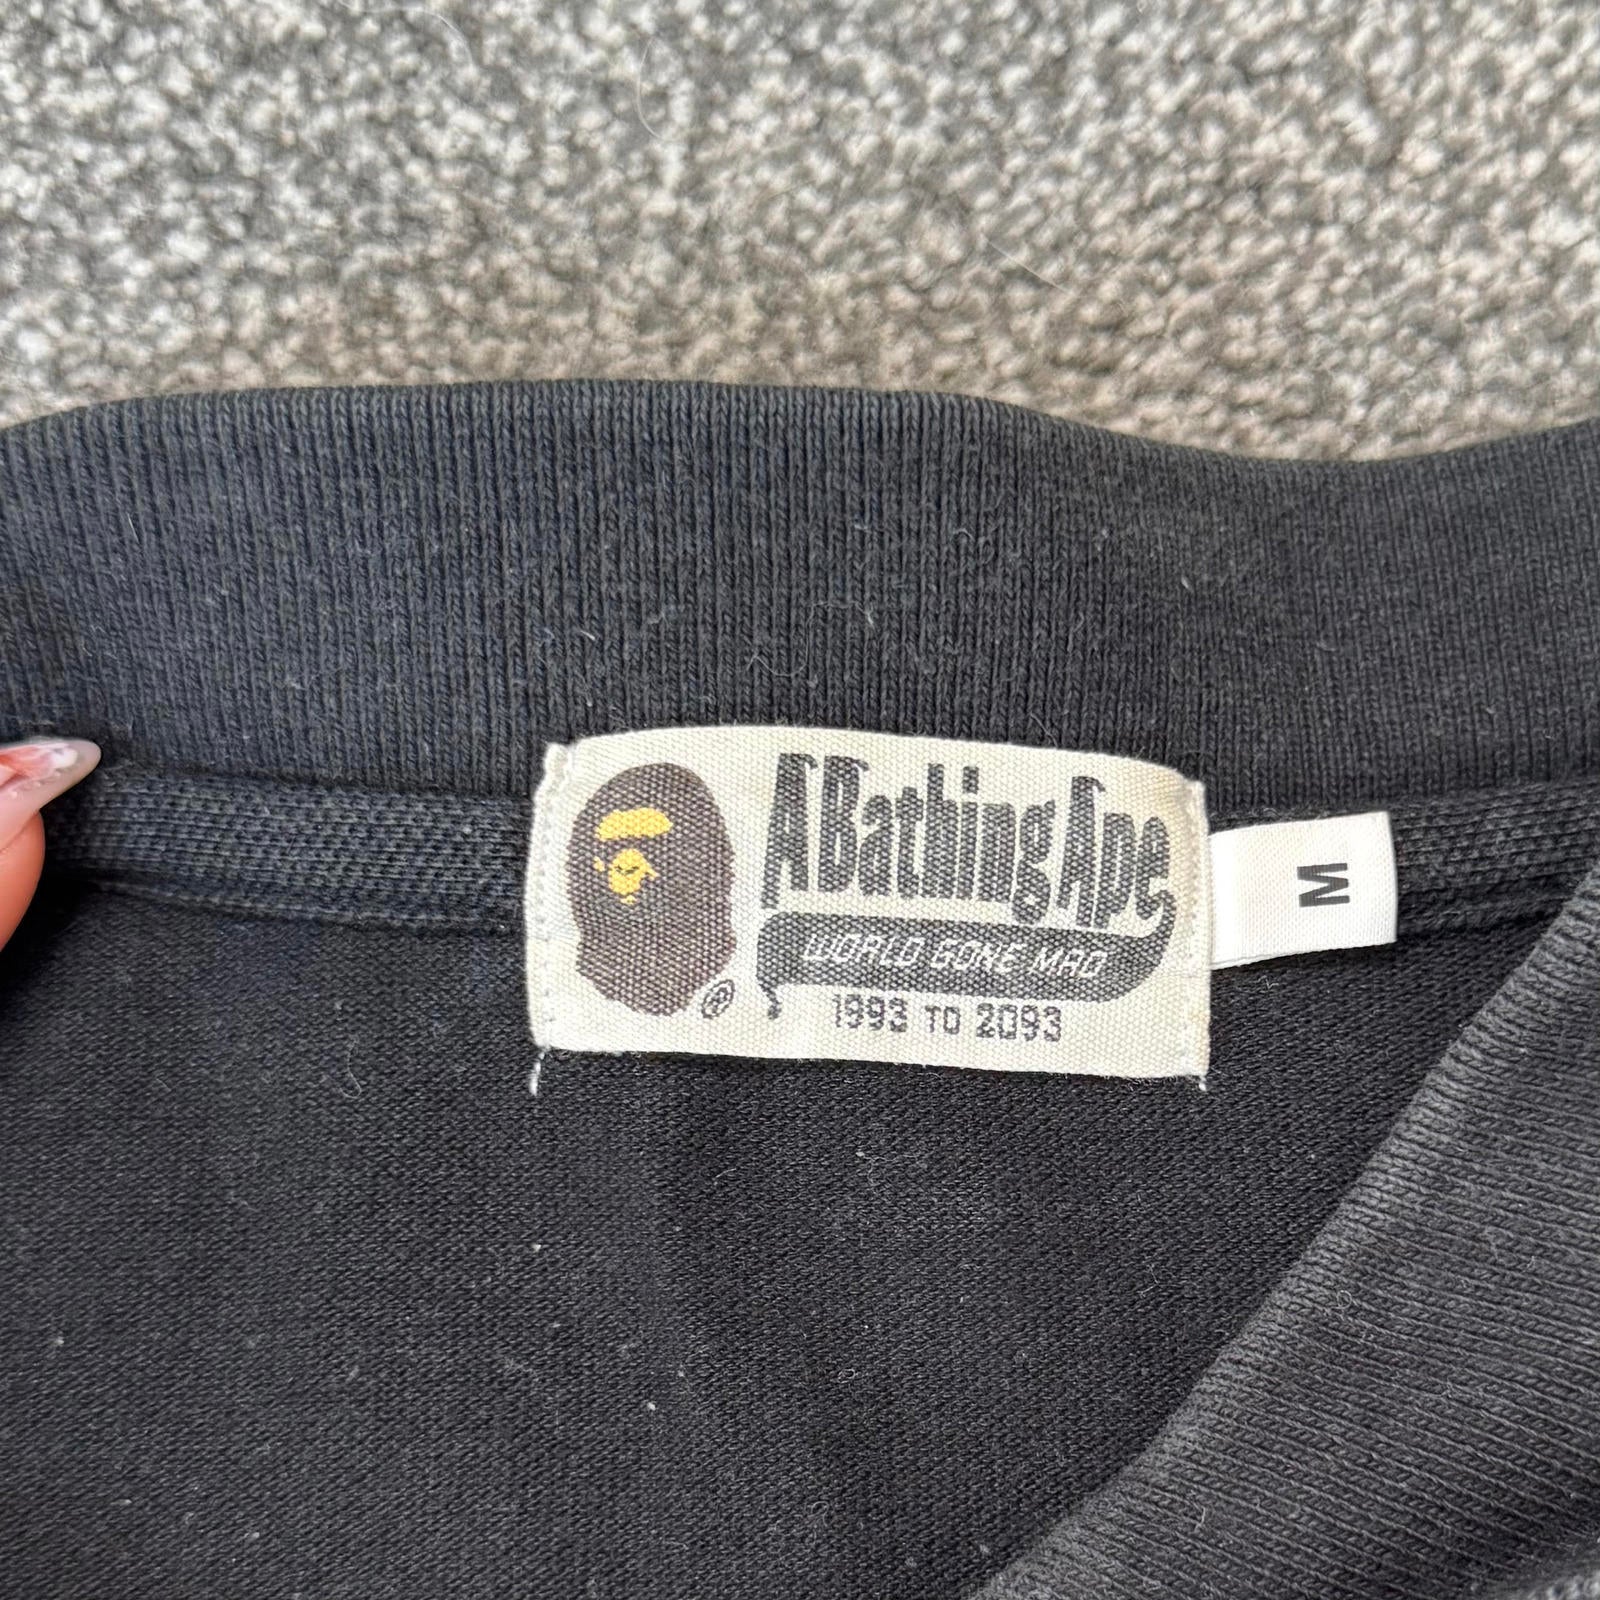 A Bathing Ape
WORLD GONE MAD
®
1993 TO 2093
M